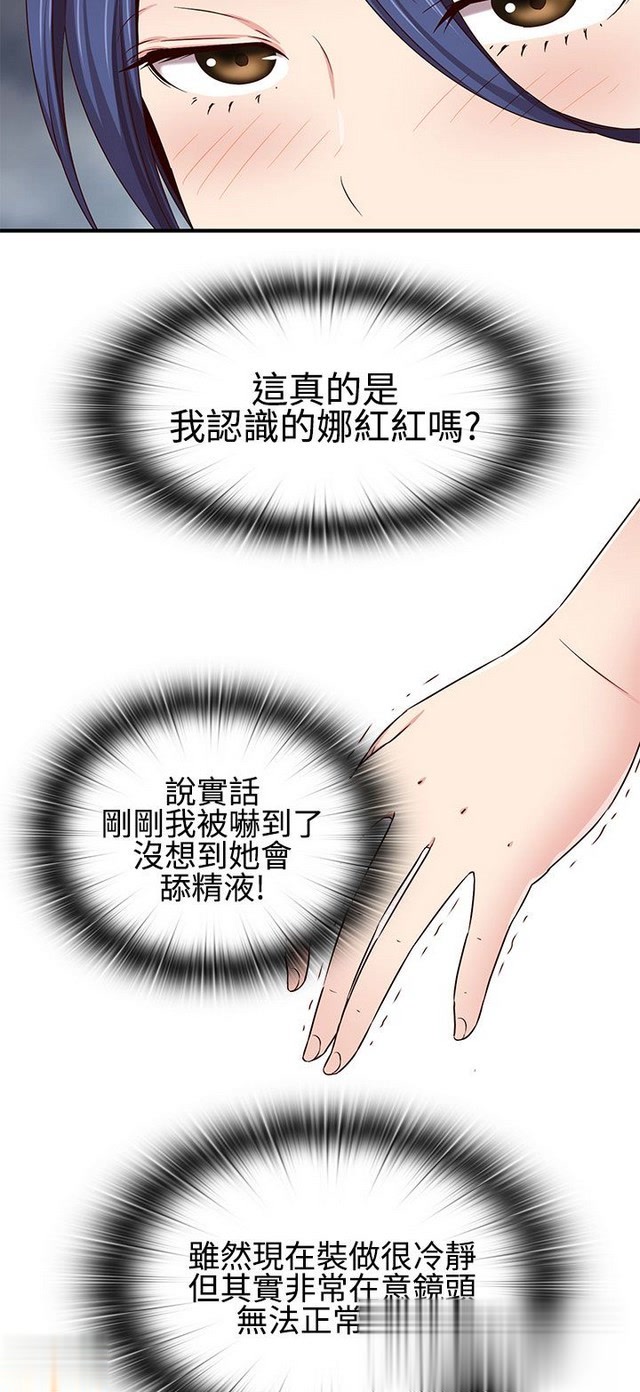 這真的是
我認識的娜紅紅嗎?
說實話
剛剛我被嚇到了
沒想到她會
舔精液!
雖然現在裝做很冷靜
但其實非常在意鏡頭
無法正常